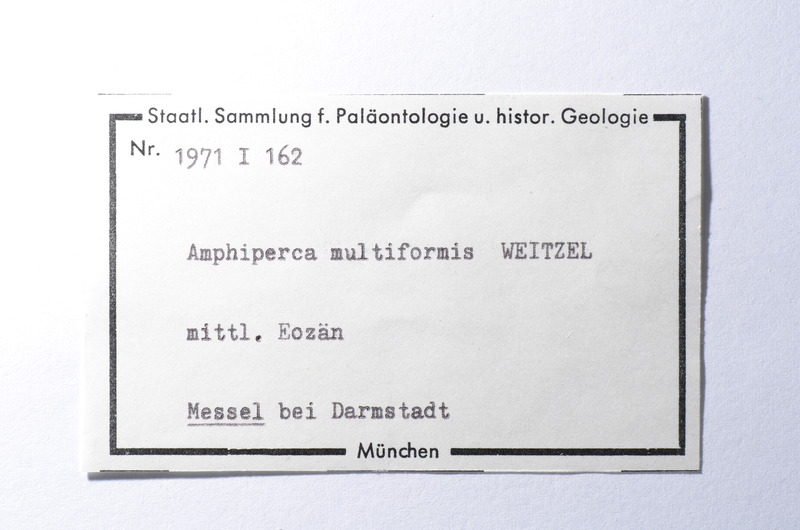 Staatl. Sammlung f. Paläontologie u. histor. Geologie
Nr. 1971 I 162
Amphiperca multiformis WEITZEL
mittl. Eozän
Messel bei Darmstadt
München